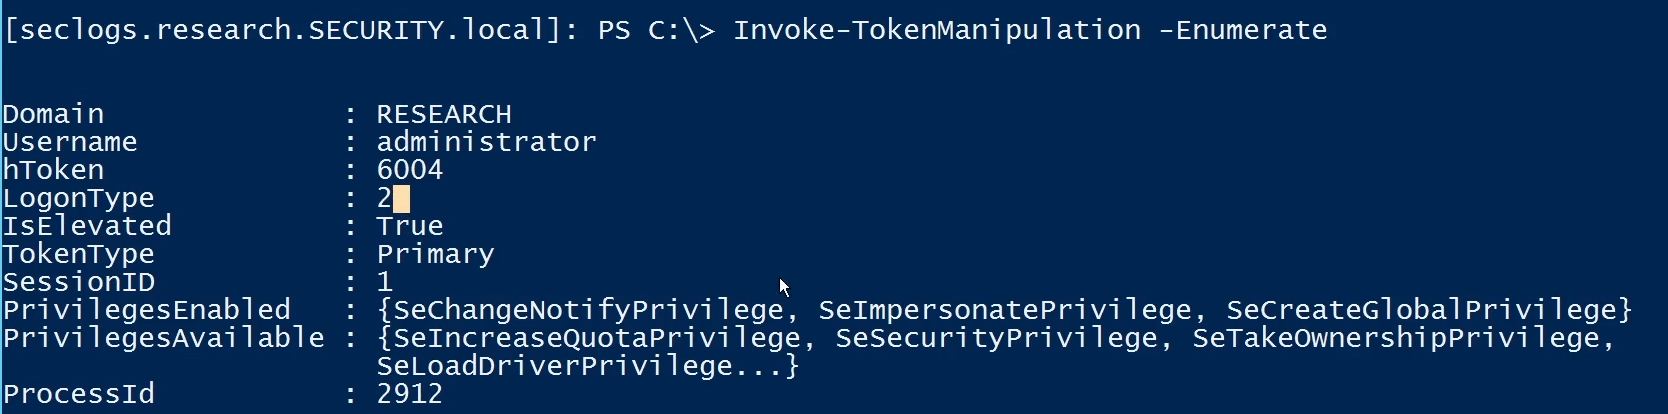 [seclogs.research.SECURITY.local]: PS C:\> Invoke-TokenManipulation -Enumerate
Domain : RESEARCH
Username : administrator
hToken : 6004
LogonType : 2
IsElevated : True
TokenType : Primary
SessionID : 1
PrivilegesEnabled : {SeChangeNotifyPrivilege, SeImpersonatePrivilege, SeCreateGlobalPrivilege}
PrivilegesAvailable : {SeIncreaseQuotaPrivilege, SeSecurityPrivilege, SeTakeOwnershipPrivilege,
SeLoadDriverPrivilege...}
ProcessId : 2912